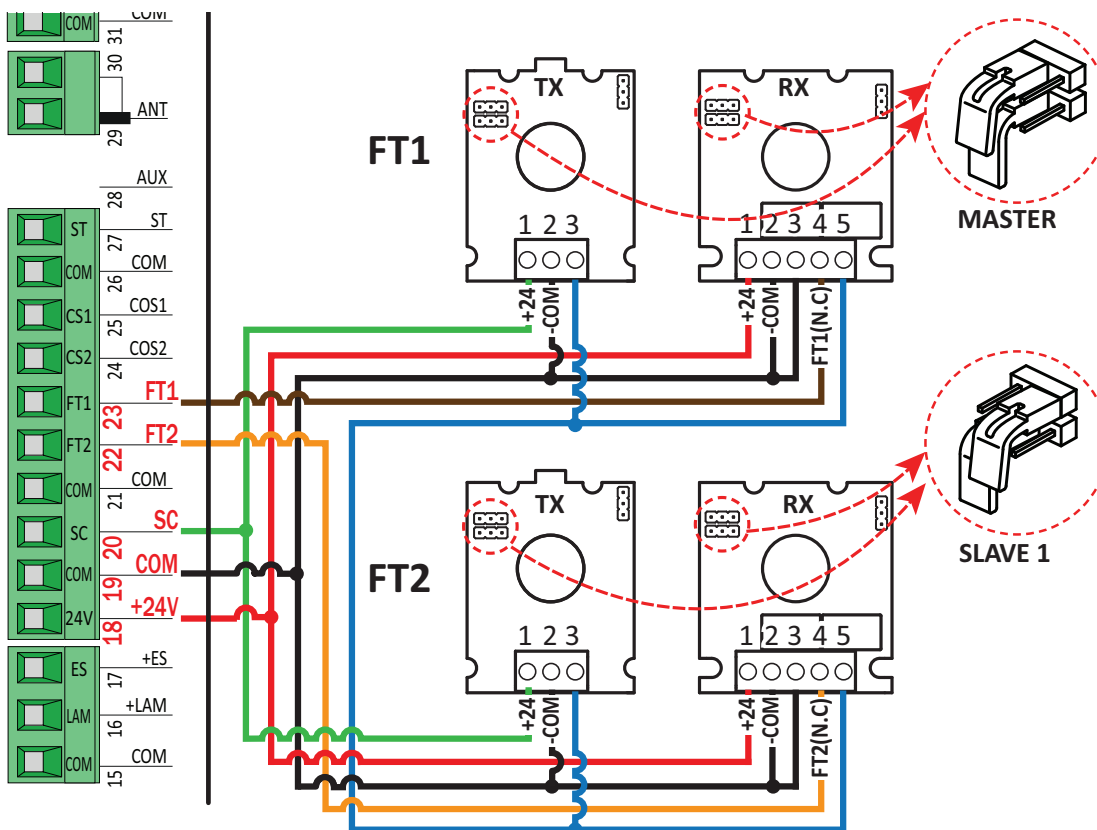 COM
COM
31
30
ANT
29
AUX
28
ST
ST
27
COM
COM
26
CS1
COS1
25
CS2
COS2
24
FT1
FT1
23
FT2
FT2
22
COM
COM
21
SC
SC
20
COM
COM
19
24V
+24V
18
ES
+ES
17
LAM
+LAM
16
COM
COM
15
FT1
TX
1 2 3
+24
-COM
RX
1 2 3 4 5
+24
-COM
FT1(N.C)
MASTER
FT2
TX
1 2 3
+24
-COM
RX
1 2 3 4 5
+24
-COM
FT2(N.C)
SLAVE 1